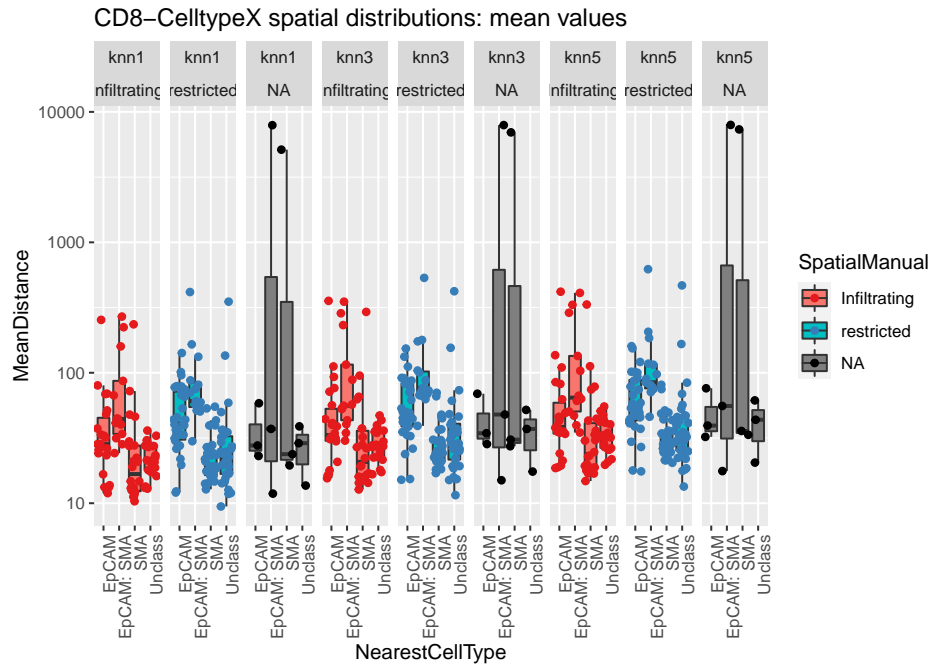 CD8−CelltypeX spatial distributions: mean values
knn1 knn1 knn1 knn3 knn3 knn3 knn5 knn5 knn5
nfiltrating restricted NA nfiltrating restricted NA nfiltrating restricted NA
10000
1000
100
10
MeanDistance
EpCAM EpCAM: SMA SMA Unclass EpCAM EpCAM: SMA SMA Unclass EpCAM EpCAM: SMA SMA Unclass EpCAM EpCAM: SMA SMA Unclass EpCAM EpCAM: SMA SMA Unclass EpCAM EpCAM: SMA SMA Unclass EpCAM EpCAM: SMA SMA Unclass EpCAM EpCAM: SMA SMA Unclass EpCAM EpCAM: SMA SMA Unclass
NearestCellType
SpatialManual
Infiltrating
restricted
NA